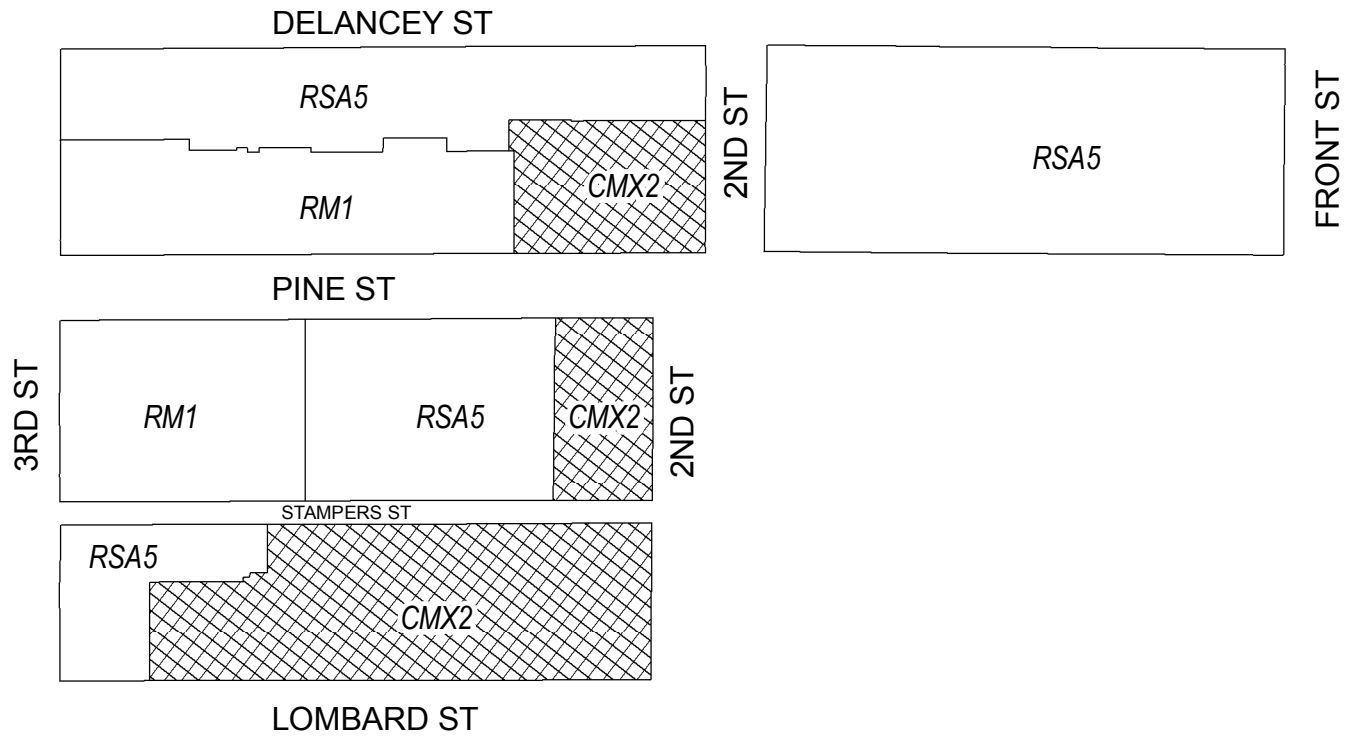 DELANCEY ST
RSA5
2ND ST
RSA5
FRONT ST
CMX2
RM1
PINE ST
3RD ST
RM1
RSA5
CMX2
2ND ST
STAMPERS ST
RSA5
CMX2
LOMBARD ST